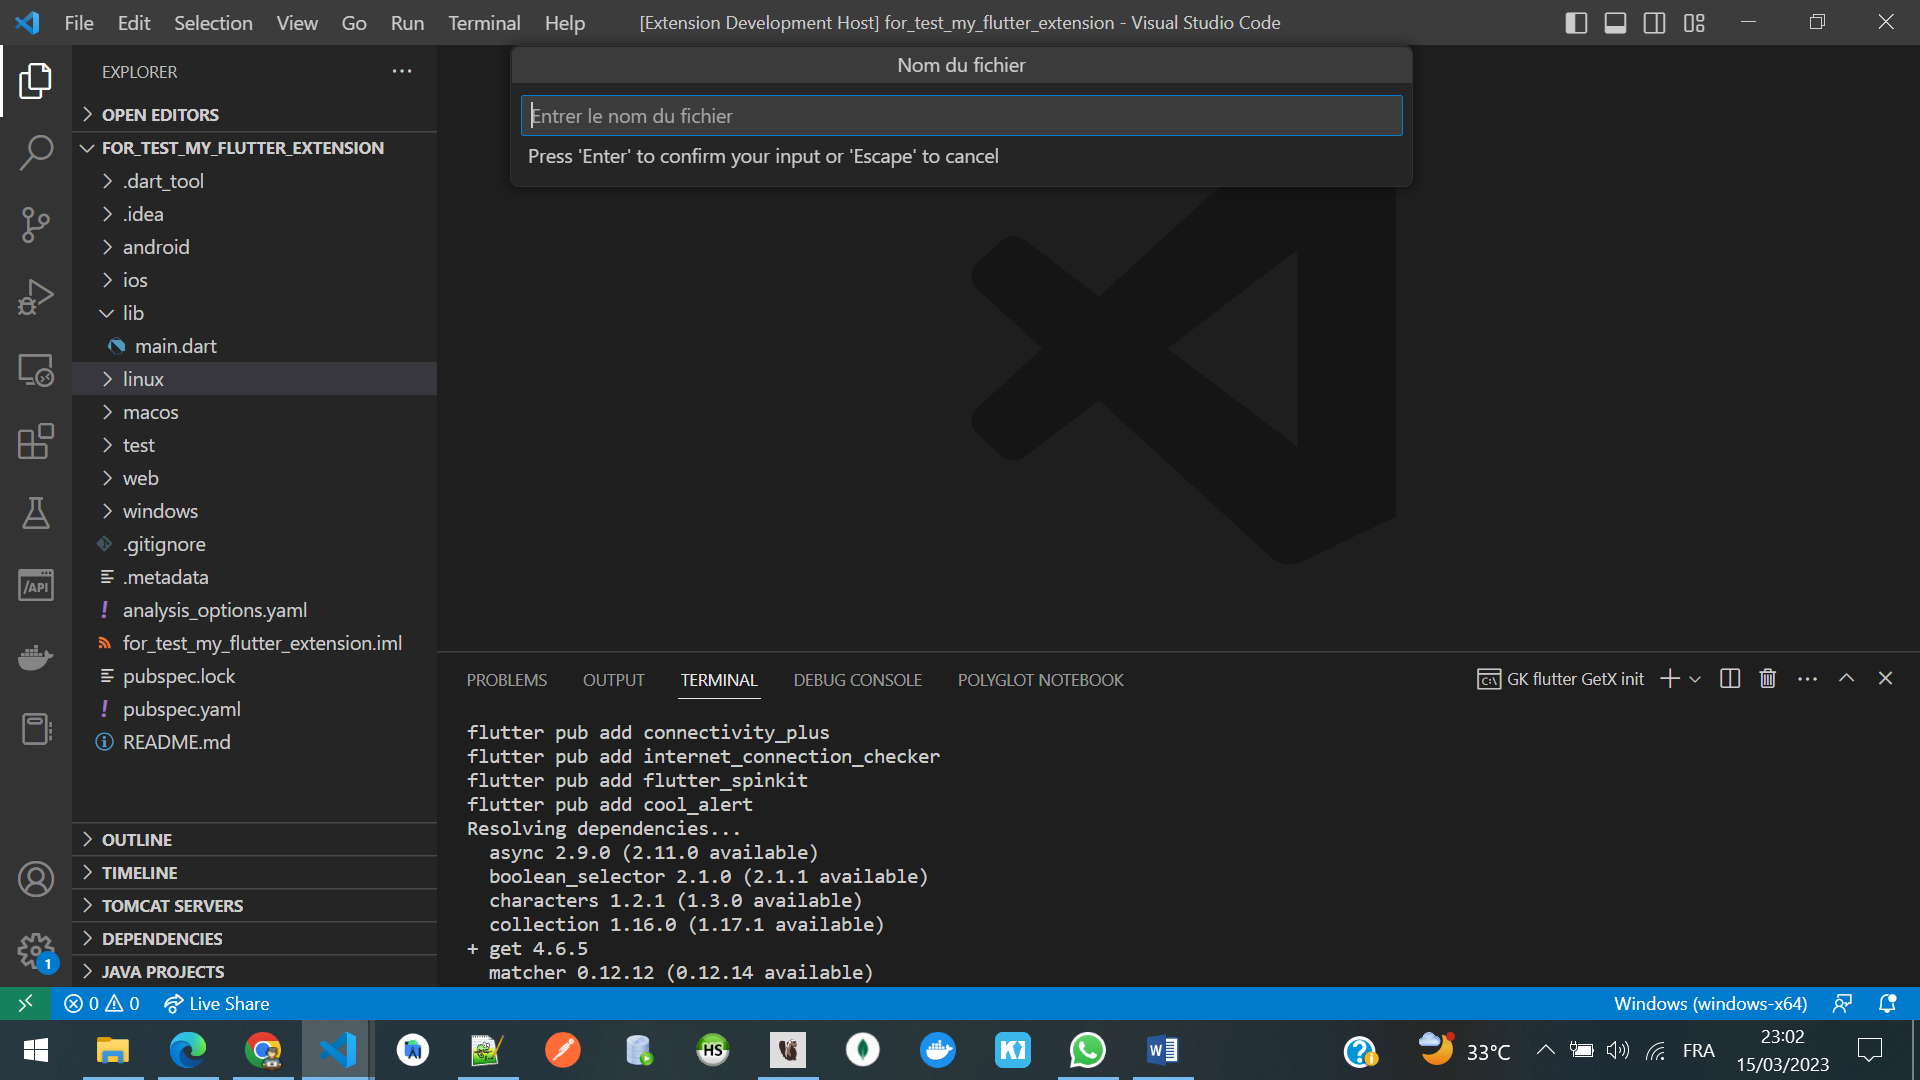 File Edit Selection View Go Run Terminal Help [Extension Development Host] for_test_my_flutter_extension - Visual Studio Code
Nom du fichier
Entrer le nom du fichier
Press 'Enter' to confirm your input or 'Escape' to cancel
EXPLORER
OPEN EDITORS
FOR_TEST_MY_FLUTTER_EXTENSION
.dart_tool
.idea
android
ios
lib
main.dart
linux
macos
test
web
windows
.gitignore
.metadata
! analysis_options.yaml
for_test_my_flutter_extension.iml
pubspec.lock
! pubspec.yaml
README.md
OUTLINE
TIMELINE
TOMCAT SERVERS
DEPENDENCIES
JAVA PROJECTS
/API
1
PROBLEMS OUTPUT TERMINAL DEBUG CONSOLE POLYGLOT NOTEBOOK GK flutter GetX init
flutter pub add connectivity_plus
flutter pub add internet_connection_checker
flutter pub add flutter_spinkit
flutter pub add cool_alert
Resolving dependencies...
async 2.9.0 (2.11.0 available)
boolean_selector 2.1.0 (2.1.1 available)
characters 1.2.1 (1.3.0 available)
collection 1.16.0 (1.17.1 available)
+ get 4.6.5
matcher 0.12.12 (0.12.14 available)
0 0 Live Share Windows (windows-x64)
HS
W
33°C FRA 23:02
15/03/2023